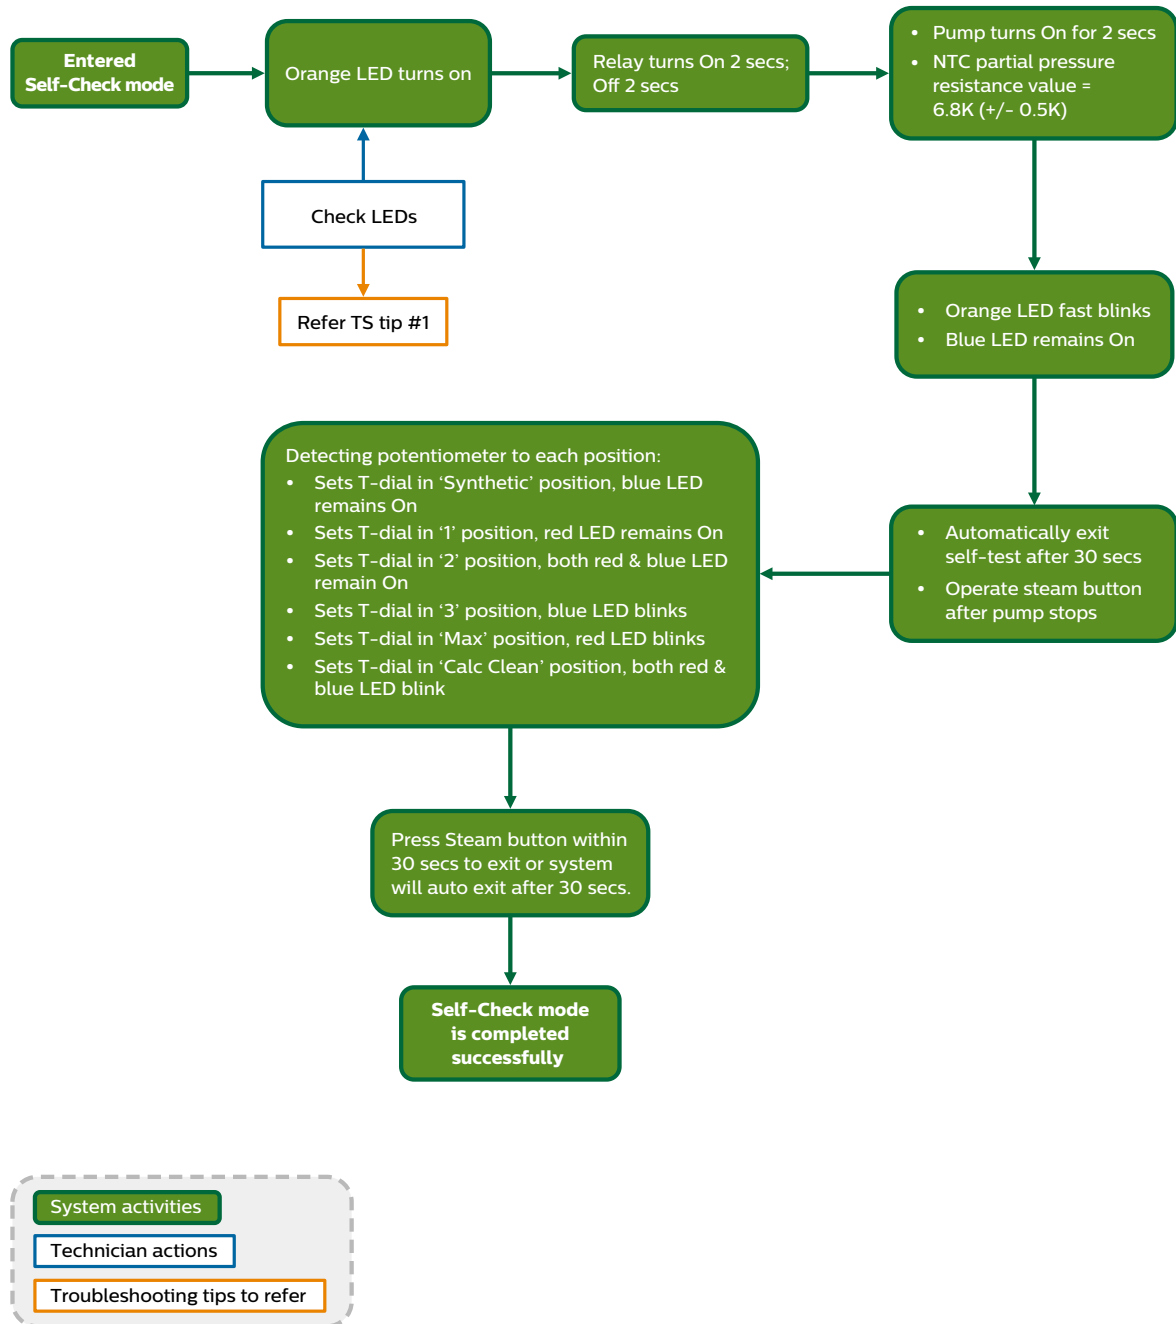 Entered
Self-Check mode
Orange LED turns on
Relay turns On 2 secs;
Off 2 secs
• Pump turns On for 2 secs
• NTC partial pressure
resistance value =
6.8K (+/- 0.5K)
Check LEDs
Refer TS tip #1
• Orange LED fast blinks
• Blue LED remains On
• Automatically exit
self-test after 30 secs
• Operate steam button
after pump stops
Detecting potentiometer to each position:
• Sets T-dial in ‘Synthetic’ position, blue LED
remains On
• Sets T-dial in ‘1’ position, red LED remains On
• Sets T-dial in ‘2’ position, both red & blue LED
remain On
• Sets T-dial in ‘3’ position, blue LED blinks
• Sets T-dial in ‘Max’ position, red LED blinks
• Sets T-dial in ‘Calc Clean’ position, both red &
blue LED blink
Press Steam button within
30 secs to exit or system
will auto exit after 30 secs.
Self-Check mode
is completed
successfully
System activities
Technician actions
Troubleshooting tips to refer